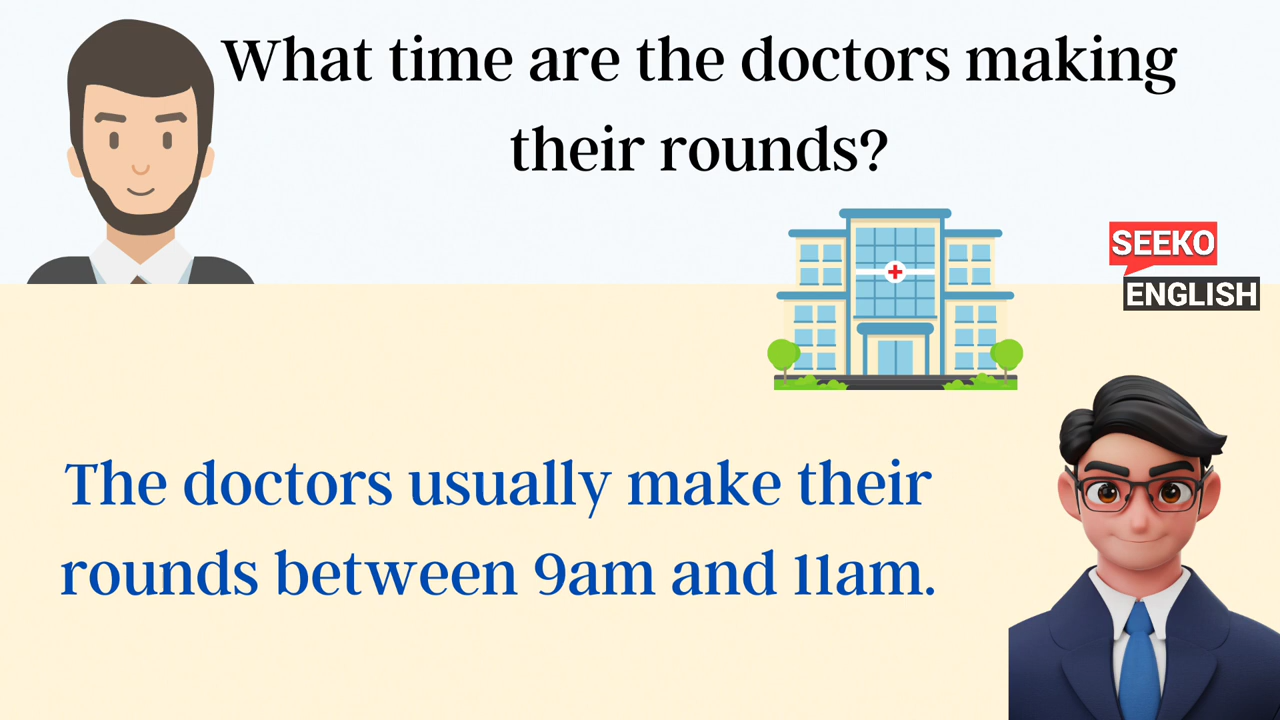 What time are the doctors making
their rounds?
SEEKO
ENGLISH
The doctors usually make their
rounds between 9am and 11am.